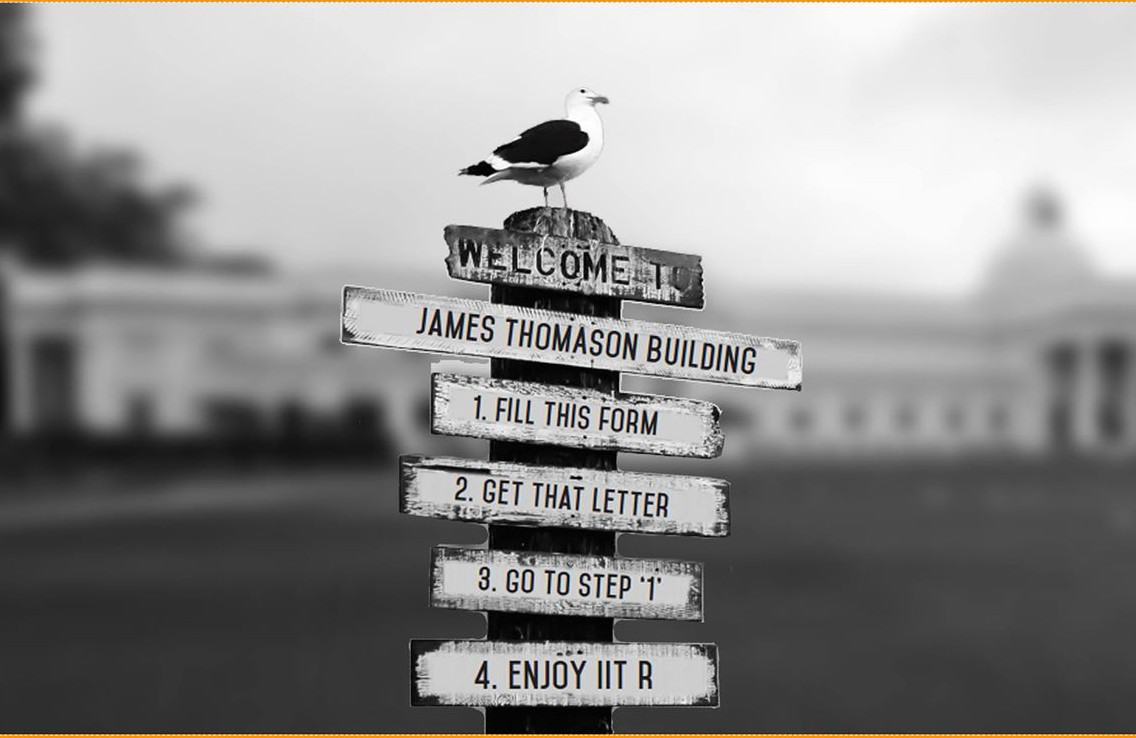 WELCOME TO
JAMES THOMASON BUILDING
1. FILL THIS FORM
2. GET THAT LETTER
3. GO TO STEP '1'
4. ENJOY IIT R